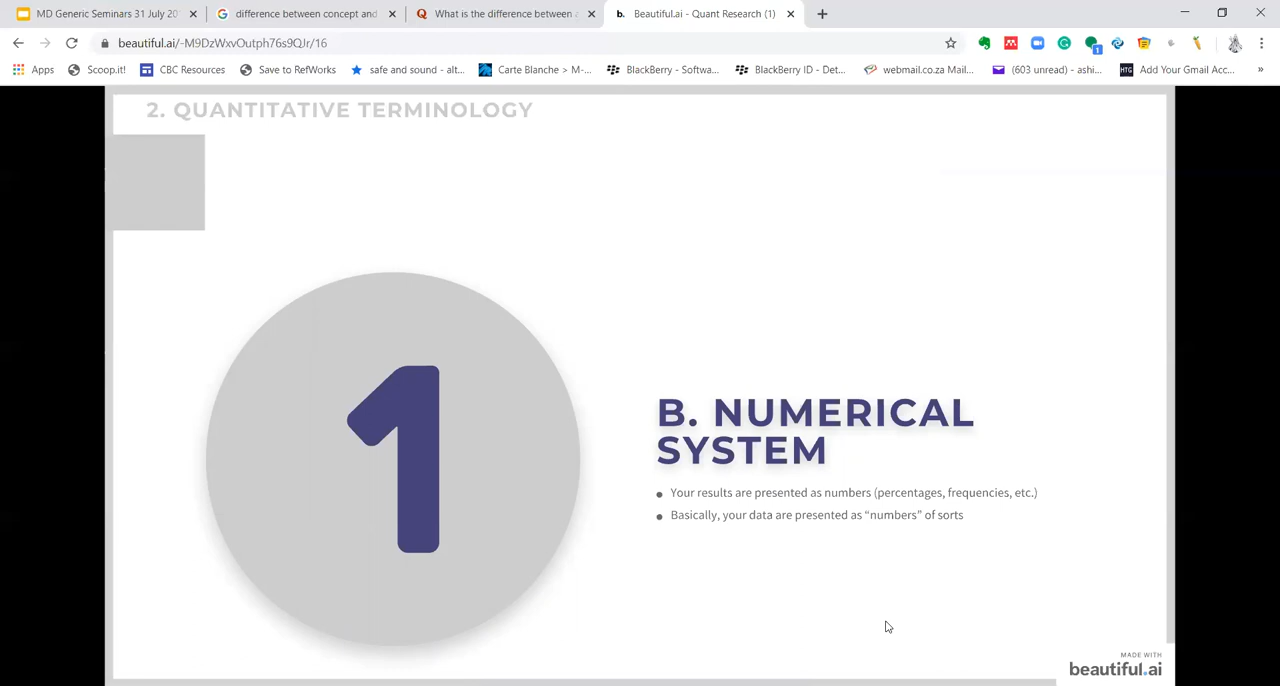 MD Generic Seminars 31 July 201
difference between concept and
What is the difference between a
b. Beautiful.ai - Quant Research (1)
beautiful.ai/-M9DzWxvOutph76s9QJr/16
Apps
Scoop.it!
CBC Resources
Save to RefWorks
safe and sound - alt...
Carte Blanche > M-...
BlackBerry - Softwa...
BlackBerry ID - Det...
webmail.co.za Mail...
(603 unread) - ashi...
HTG Add Your Gmail Acc...
»
2. QUANTITATIVE TERMINOLOGY
1
B. NUMERICAL
SYSTEM
● Your results are presented as numbers (percentages, frequencies, etc.)
● Basically, your data are presented as “numbers” of sorts
MADE WITH
beautiful.ai